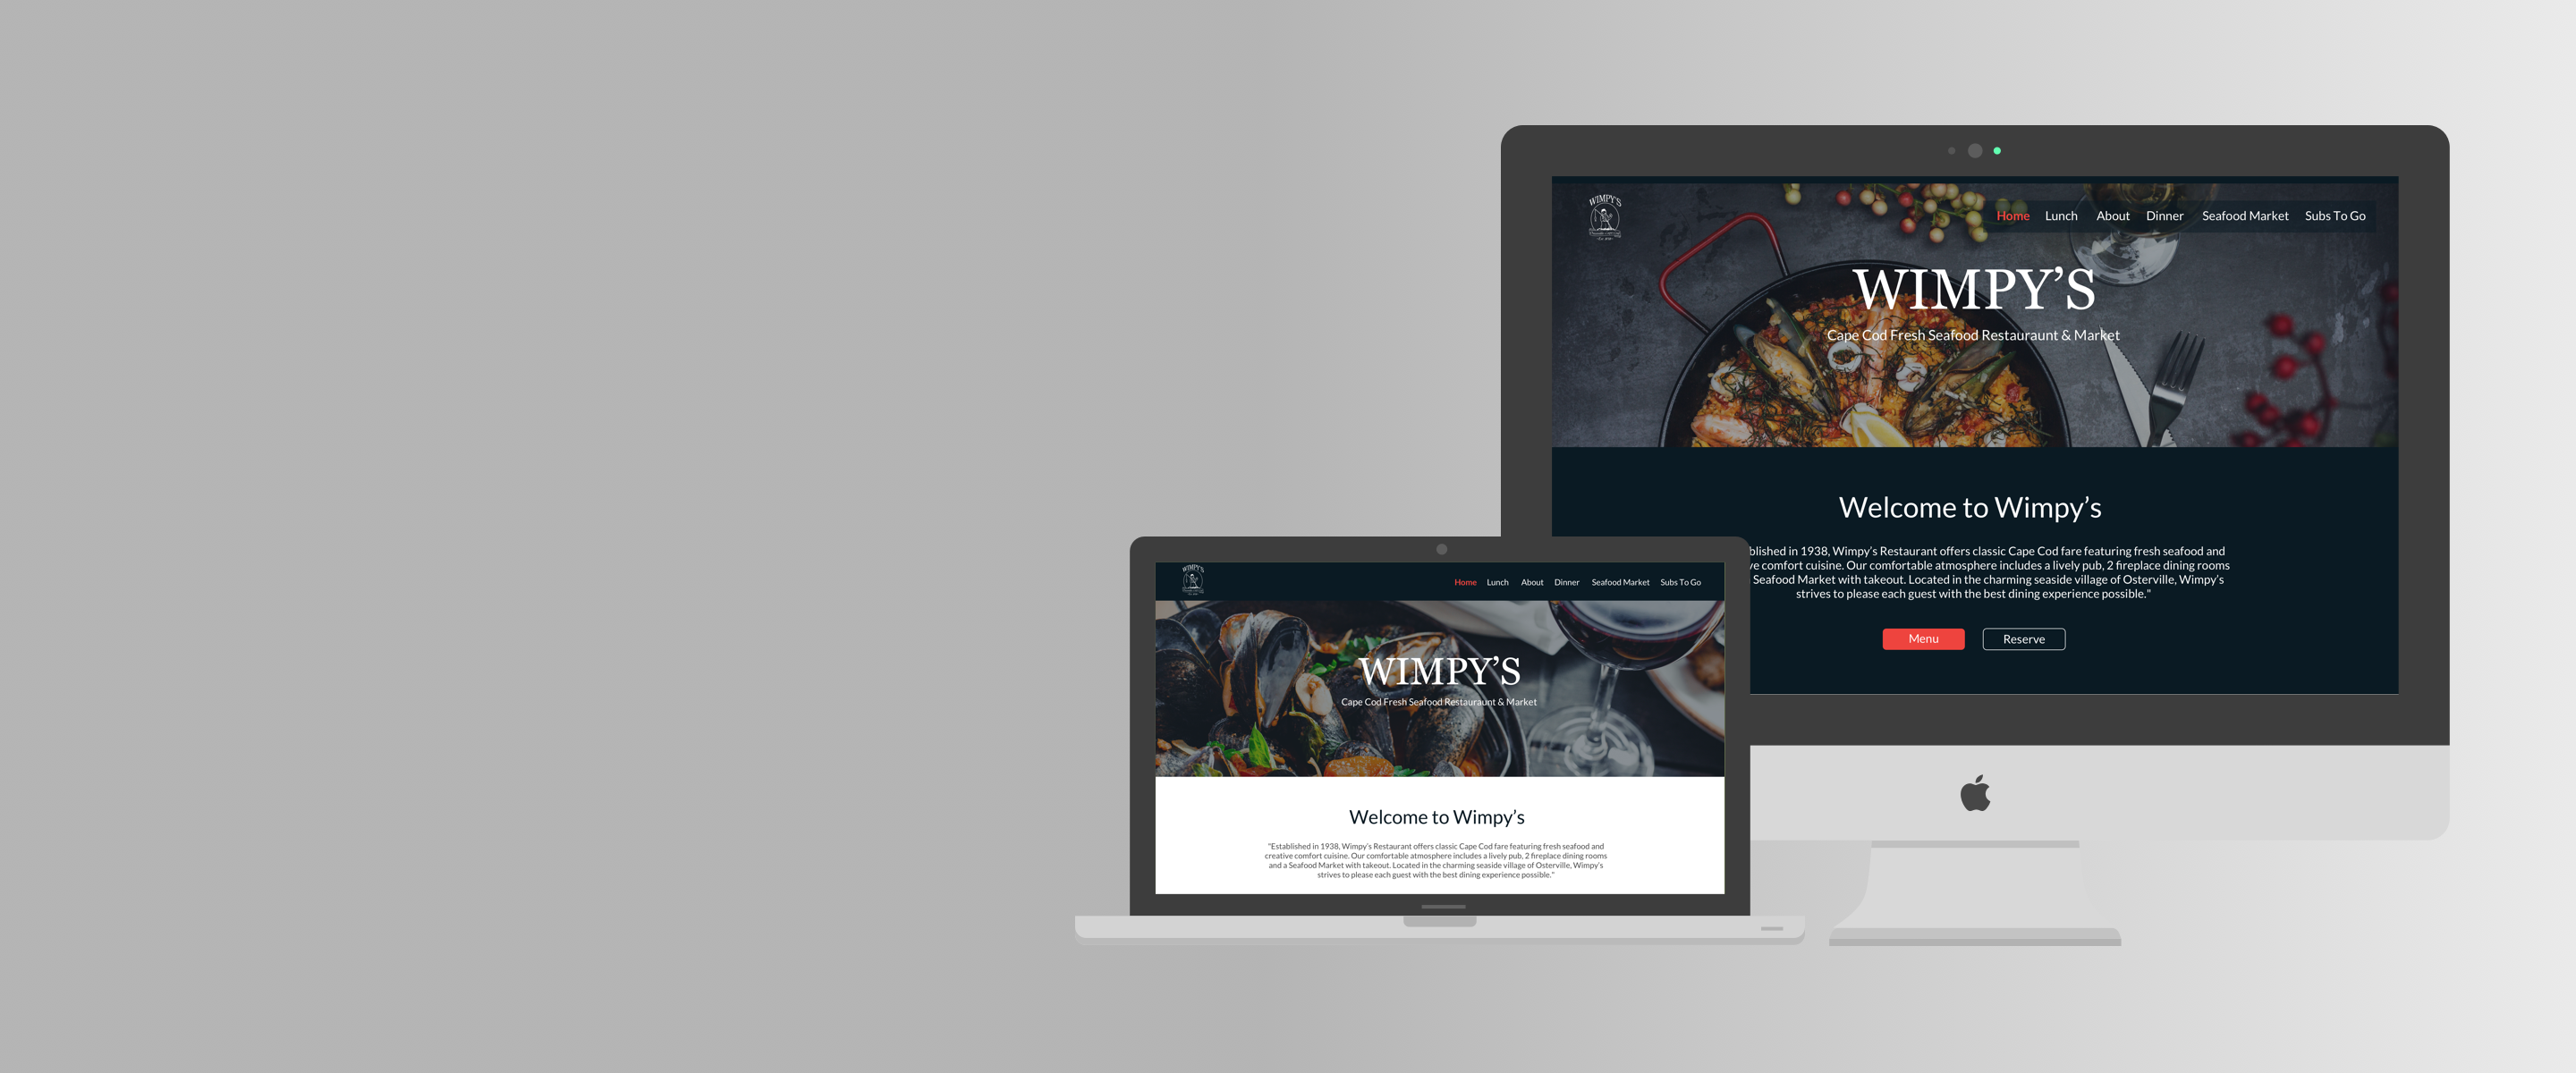 WIMPY'S
Home Lunch About Dinner Seafood Market Subs To Go
WIMPY'S
Cape Cod Fresh Seafood Restauraunt & Market
Welcome to Wimpy's
blished in 1938, Wimpy's Restaurant offers classic Cape Cod fare featuring fresh seafood and
ve comfort cuisine. Our comfortable atmosphere includes a lively pub, 2 fireplace dining rooms
Seafood Market with takeout. Located in the charming seaside village of Osterville, Wimpy's
strives to please each guest with the best dining experience possible."
Menu Reserve
WIMPY'S
Home Lunch About Dinner Seafood Market Subs To Go
WIMPY'S
Cape Cod Fresh Seafood Restauraunt & Market
Welcome to Wimpy's
"Established in 1938, Wimpy's Restaurant offers classic Cape Cod fare featuring fresh seafood and
creative comfort cuisine. Our comfortable atmosphere includes a lively pub, 2 fireplace dining rooms
and a Seafood Market with takeout. Located in the charming seaside village of Osterville, Wimpy's
strives to please each guest with the best dining experience possible."